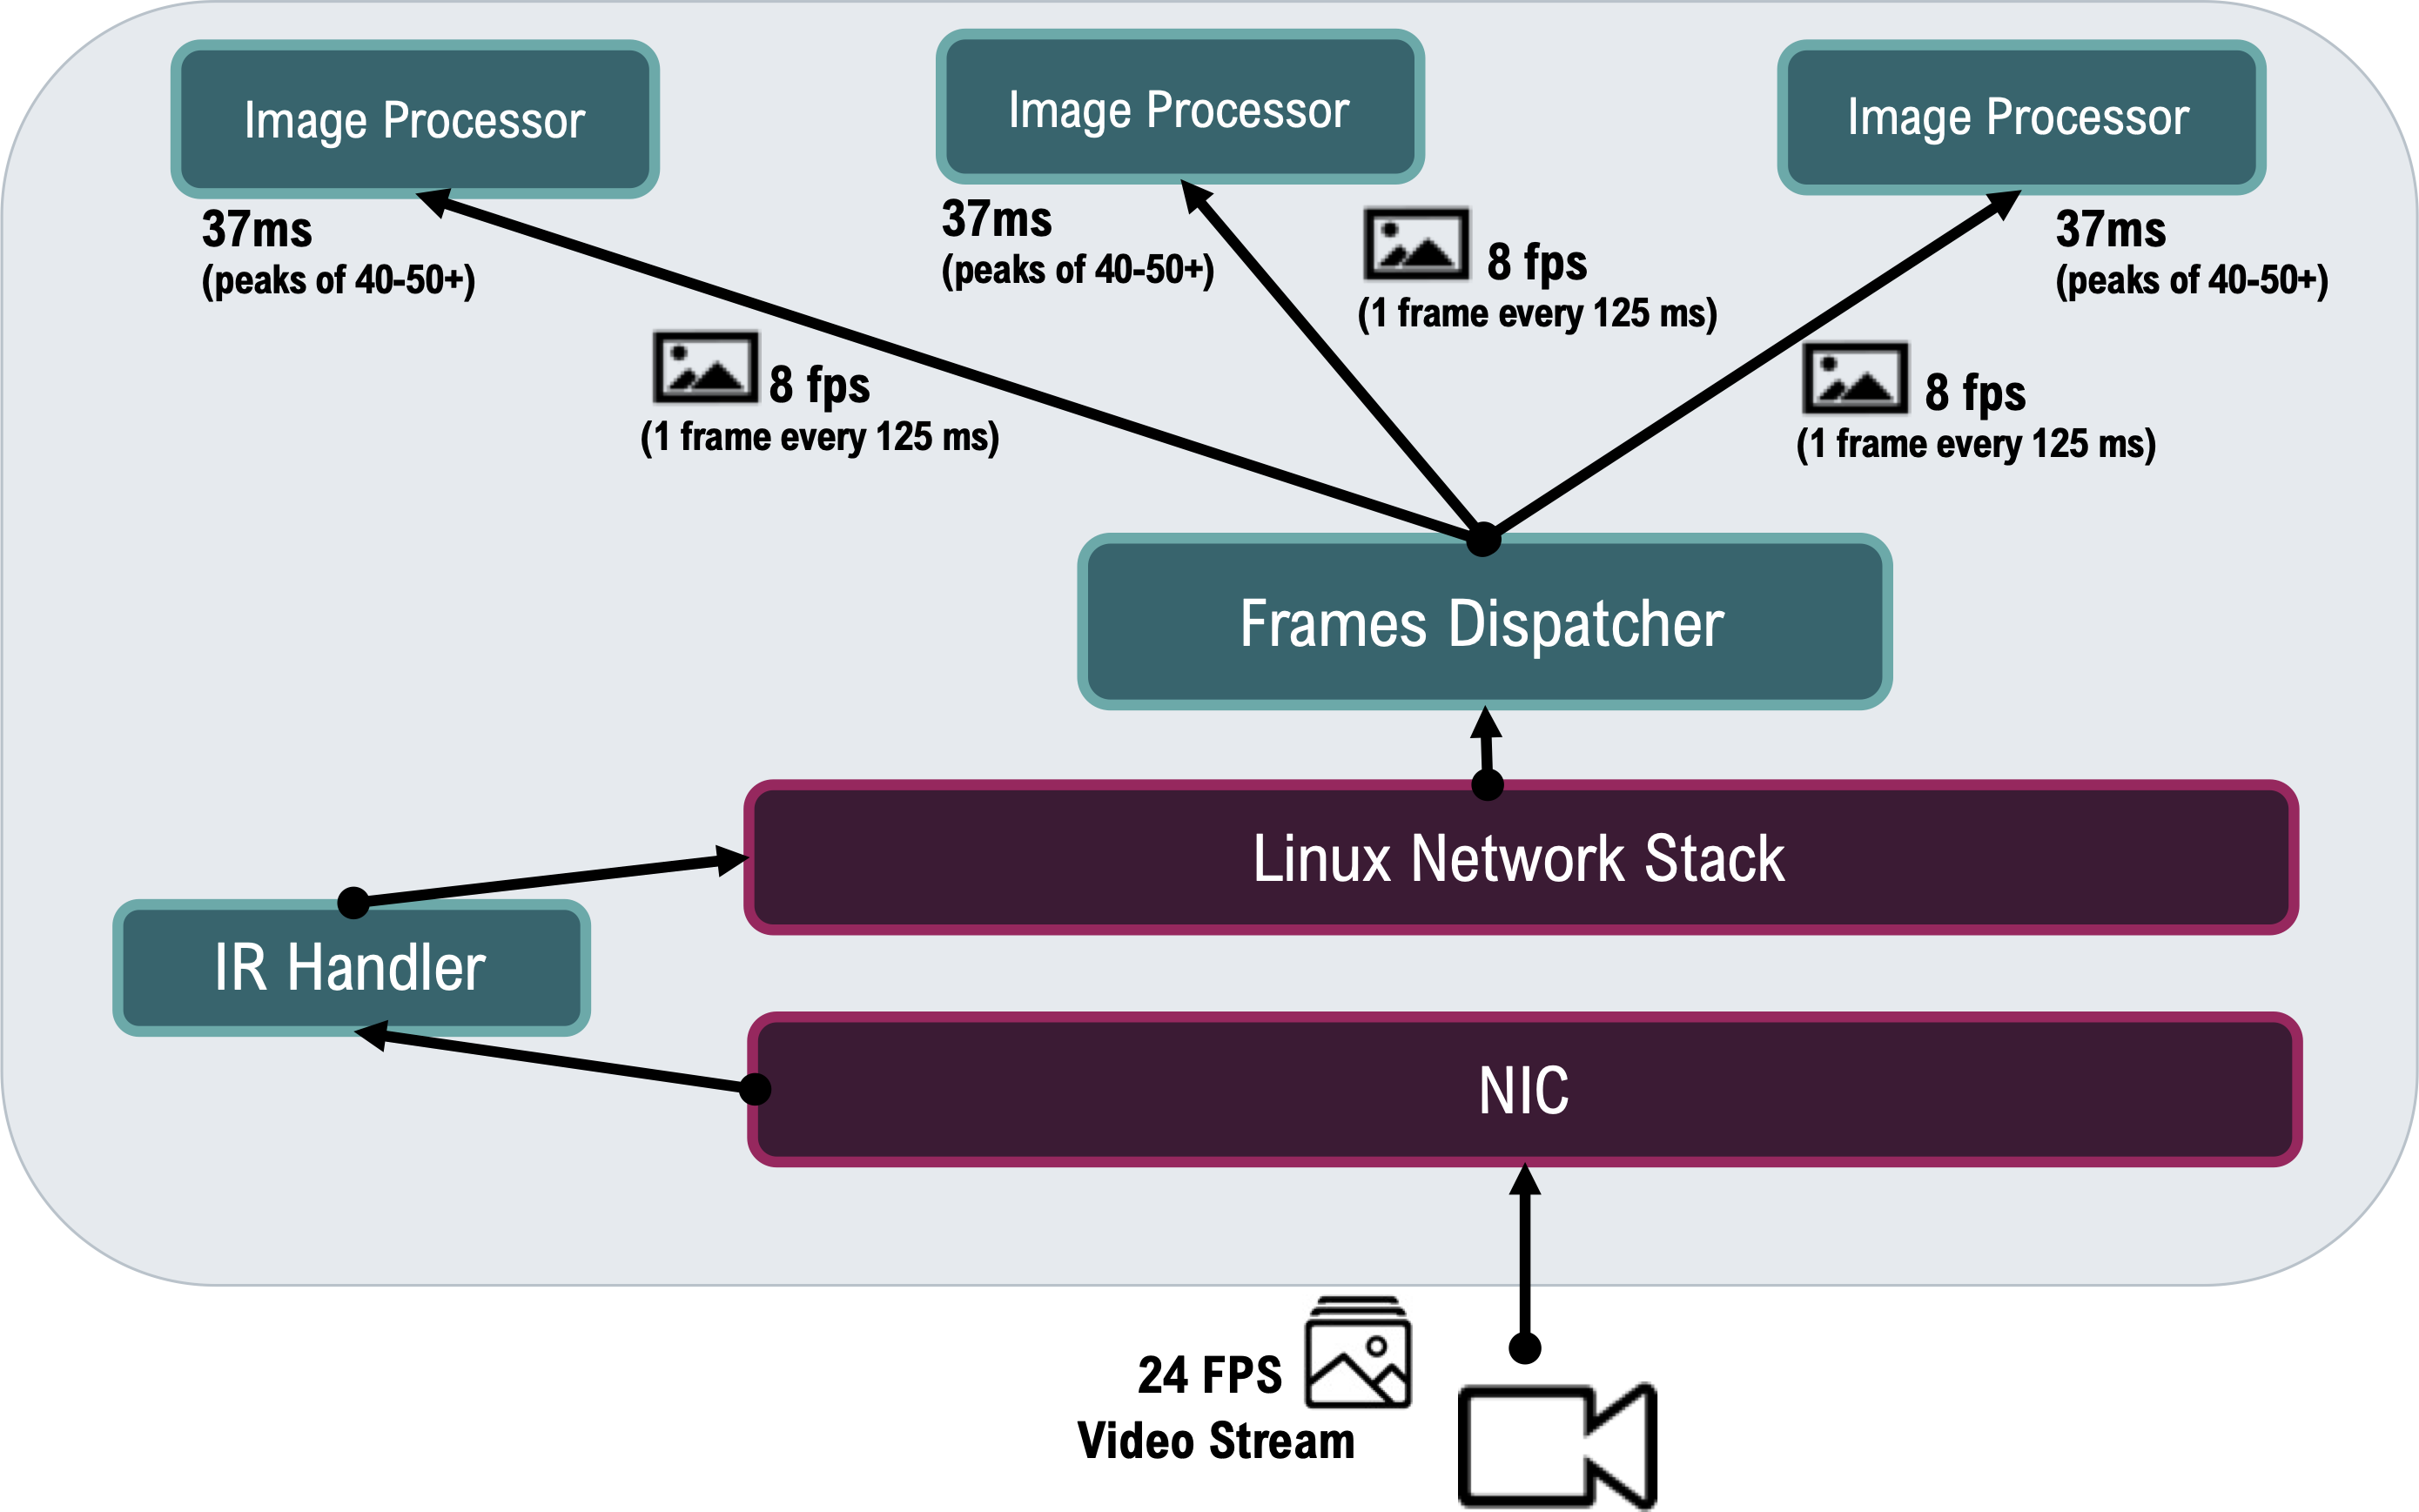 Image Processor
Image Processor
Image Processor
37ms
(peaks of 40-50+)
37ms
(peaks of 40-50+)
8 fps
(1 frame every 125 ms)
37ms
(peaks of 40-50+)
8 fps
(1 frame every 125 ms)
8 fps
(1 frame every 125 ms)
Frames Dispatcher
Linux Network Stack
IR Handler
NIC
24 FPS
Video Stream